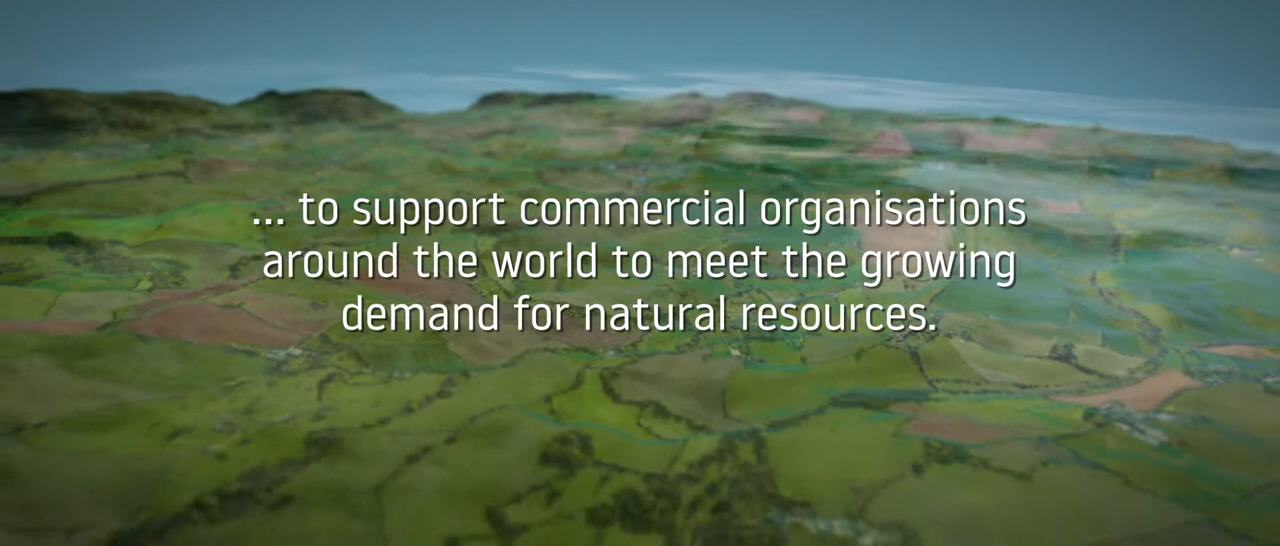 ... to support commercial organisations
around the world to meet the growing
demand for natural resources.